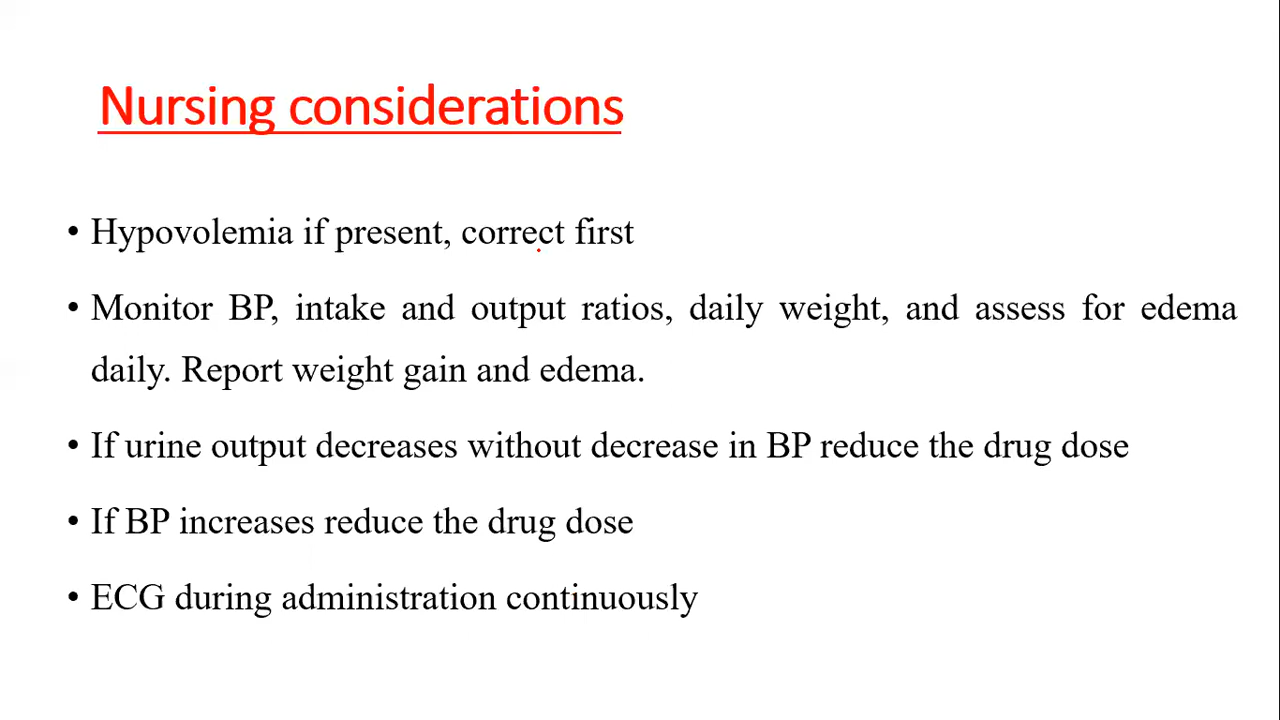 Nursing considerations
• Hypovolemia if present, correct first
• Monitor BP, intake and output ratios, daily weight, and assess for edema
daily. Report weight gain and edema.
• If urine output decreases without decrease in BP reduce the drug dose
• If BP increases reduce the drug dose
• ECG during administration continuously